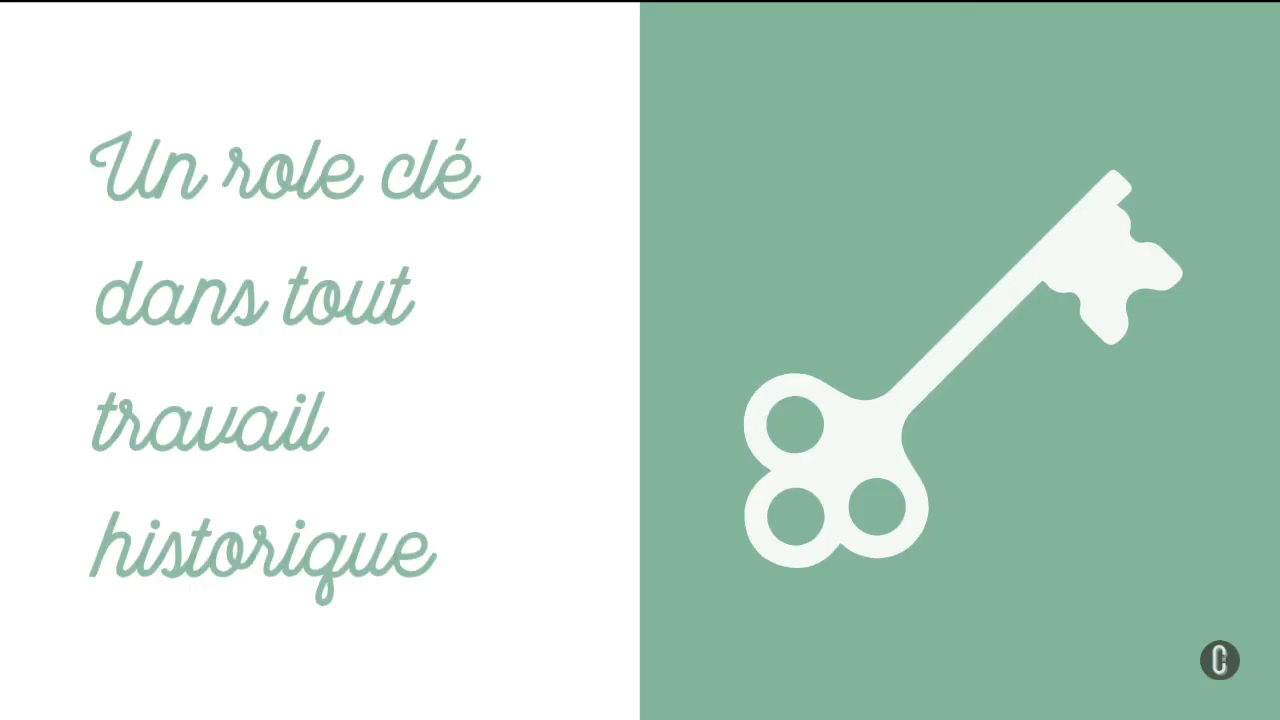 Un role clé
dans tout
travail
historique
C